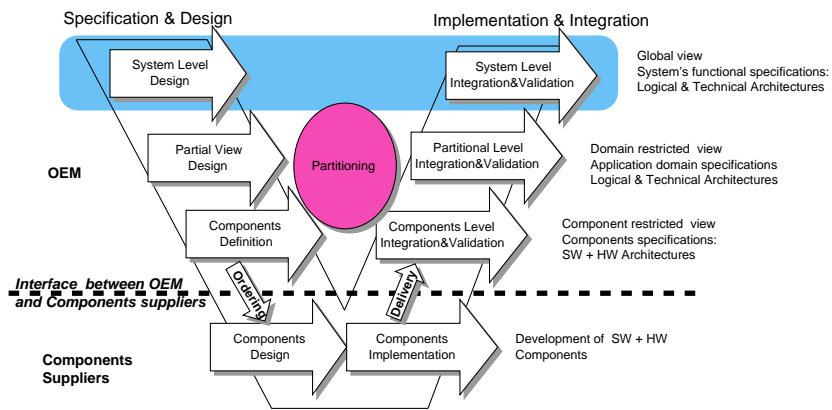 Specification & Design
Implementation & Integration
System Level
Design
System Level
Integration&Validation
Global view
System's functional specifications:
Logical & Technical Architectures
Partial View
Design
Partitioning
Partitional Level
Integration&Validation
Domain restricted view
Application domain specifications
Logical & Technical Architectures
OEM
Components
Definition
Components Level
Integration&Validation
Component restricted view
Components specifications:
SW + HW Architectures
Interface between OEM
and Components suppliers
Ordering
Delivery
Components
Design
Components
Implementation
Development of SW + HW
Components
Components
Suppliers